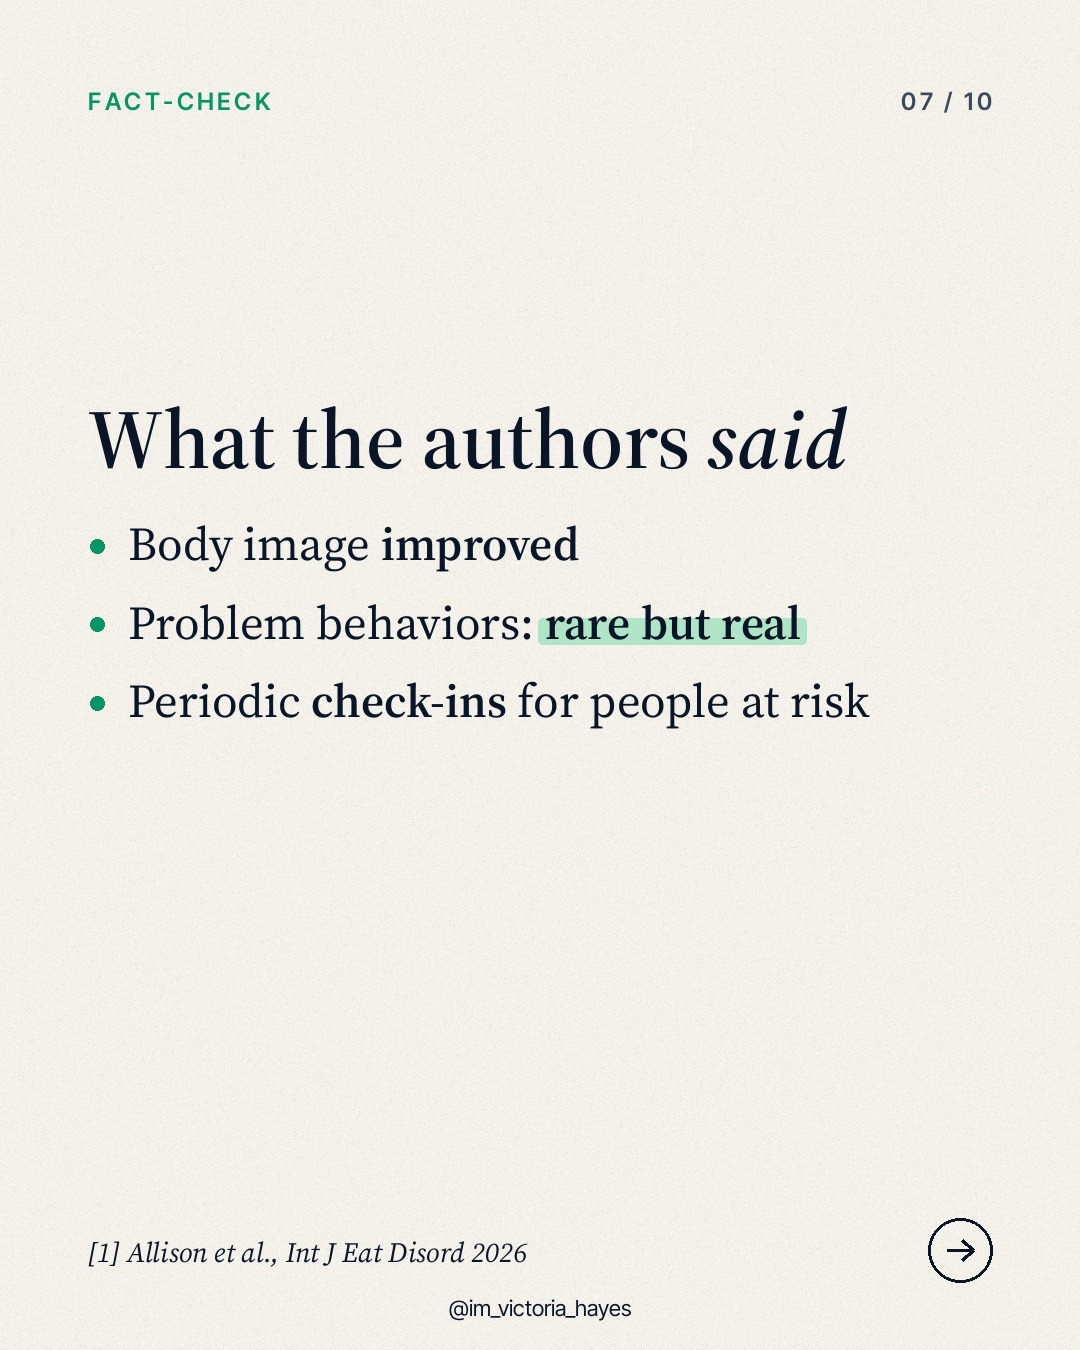 FACT-CHECK
07 / 10
What the authors said
Body image improved
Problem behaviors: rare but real
Periodic check-ins for people at risk
[1] Allison et al., Int J Eat Disord 2026
@im_victoria_hayes